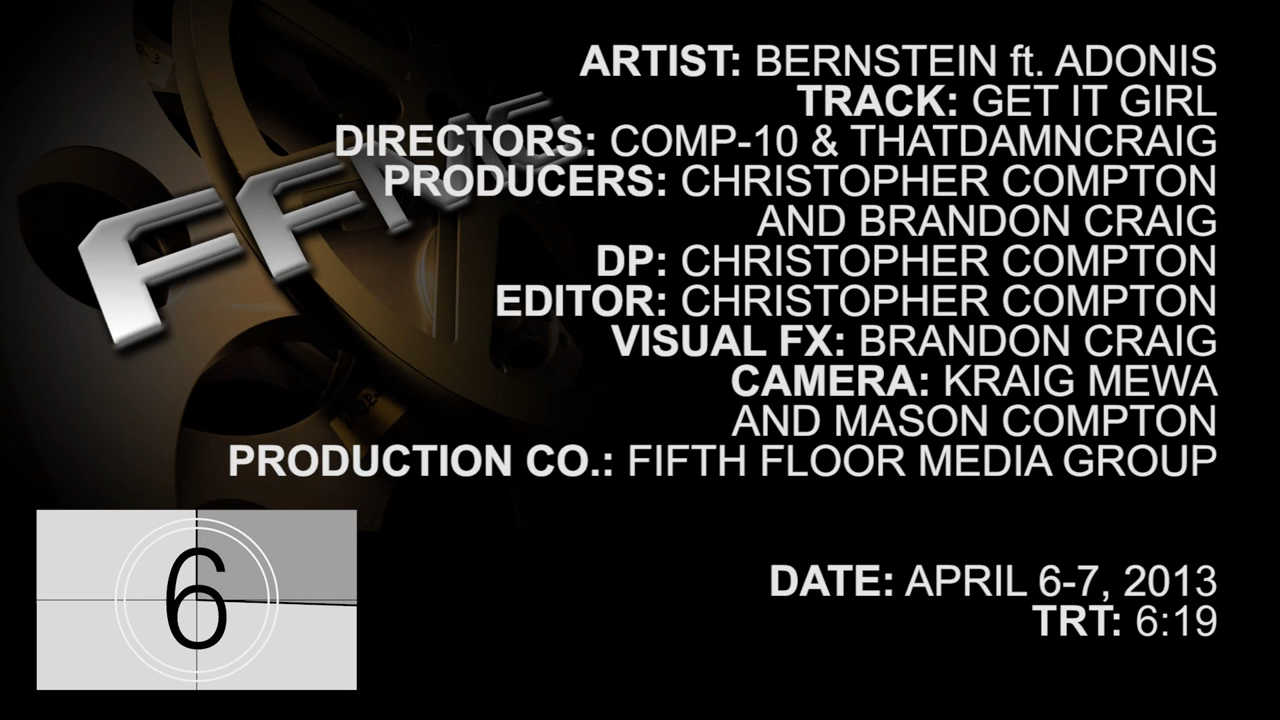 ARTIST: BERNSTEIN ft. ADONIS
TRACK: GET IT GIRL
DIRECTORS: COMP-10 & THATDAMNCRAIG
PRODUCERS: CHRISTOPHER COMPTON
AND BRANDON CRAIG
DP: CHRISTOPHER COMPTON
EDITOR: CHRISTOPHER COMPTON
VISUAL FX: BRANDON CRAIG
CAMERA: KRAIG MEWA
AND MASON COMPTON
PRODUCTION CO.: FIFTH FLOOR MEDIA GROUP
FFMG
6
DATE: APRIL 6-7, 2013
TRT: 6:19